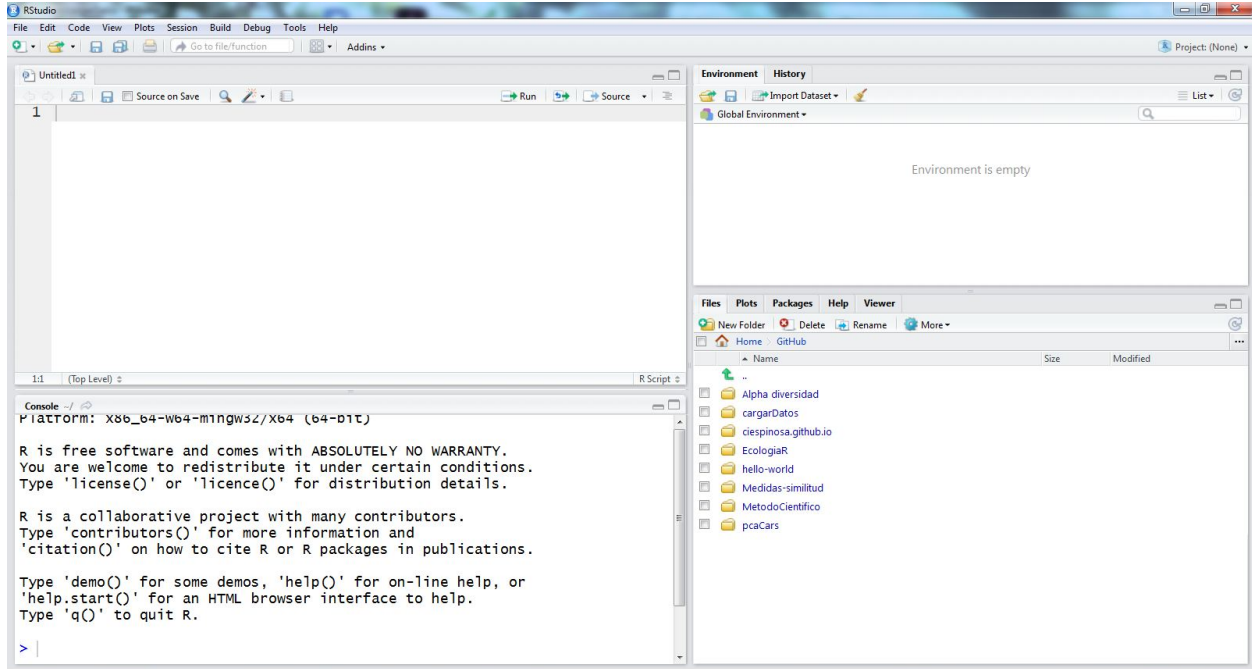 RStudio
File Edit Code View Plots Session Build Debug Tools Help
Go to file/function Addins Project: (None)
Untitled1
Source on Save Run Source
1
1:1 (Top Level) R Script
Console ~/
Platform: x86_64-w64-mingw32/x64 (64-bit)
R is free software and comes with ABSOLUTELY NO WARRANTY.
You are welcome to redistribute it under certain conditions.
Type 'license()' or 'licence()' for distribution details.
R is a collaborative project with many contributors.
Type 'contributors()' for more information and
'citation()' on how to cite R or R packages in publications.
Type 'demo()' for some demos, 'help()' for on-line help, or
'help.start()' for an HTML browser interface to help.
Type 'q()' to quit R.
>
Environment History
Import Dataset List
Global Environment
Environment is empty
Files Plots Packages Help Viewer
New Folder Delete Rename More
Home GitHub ...
Name Size Modified
..
Alpha diversidad
cargarDatos
ciespinosa.github.io
EcologiaR
hello-world
Medidas-similitud
MetodoCientifico
pcaCars